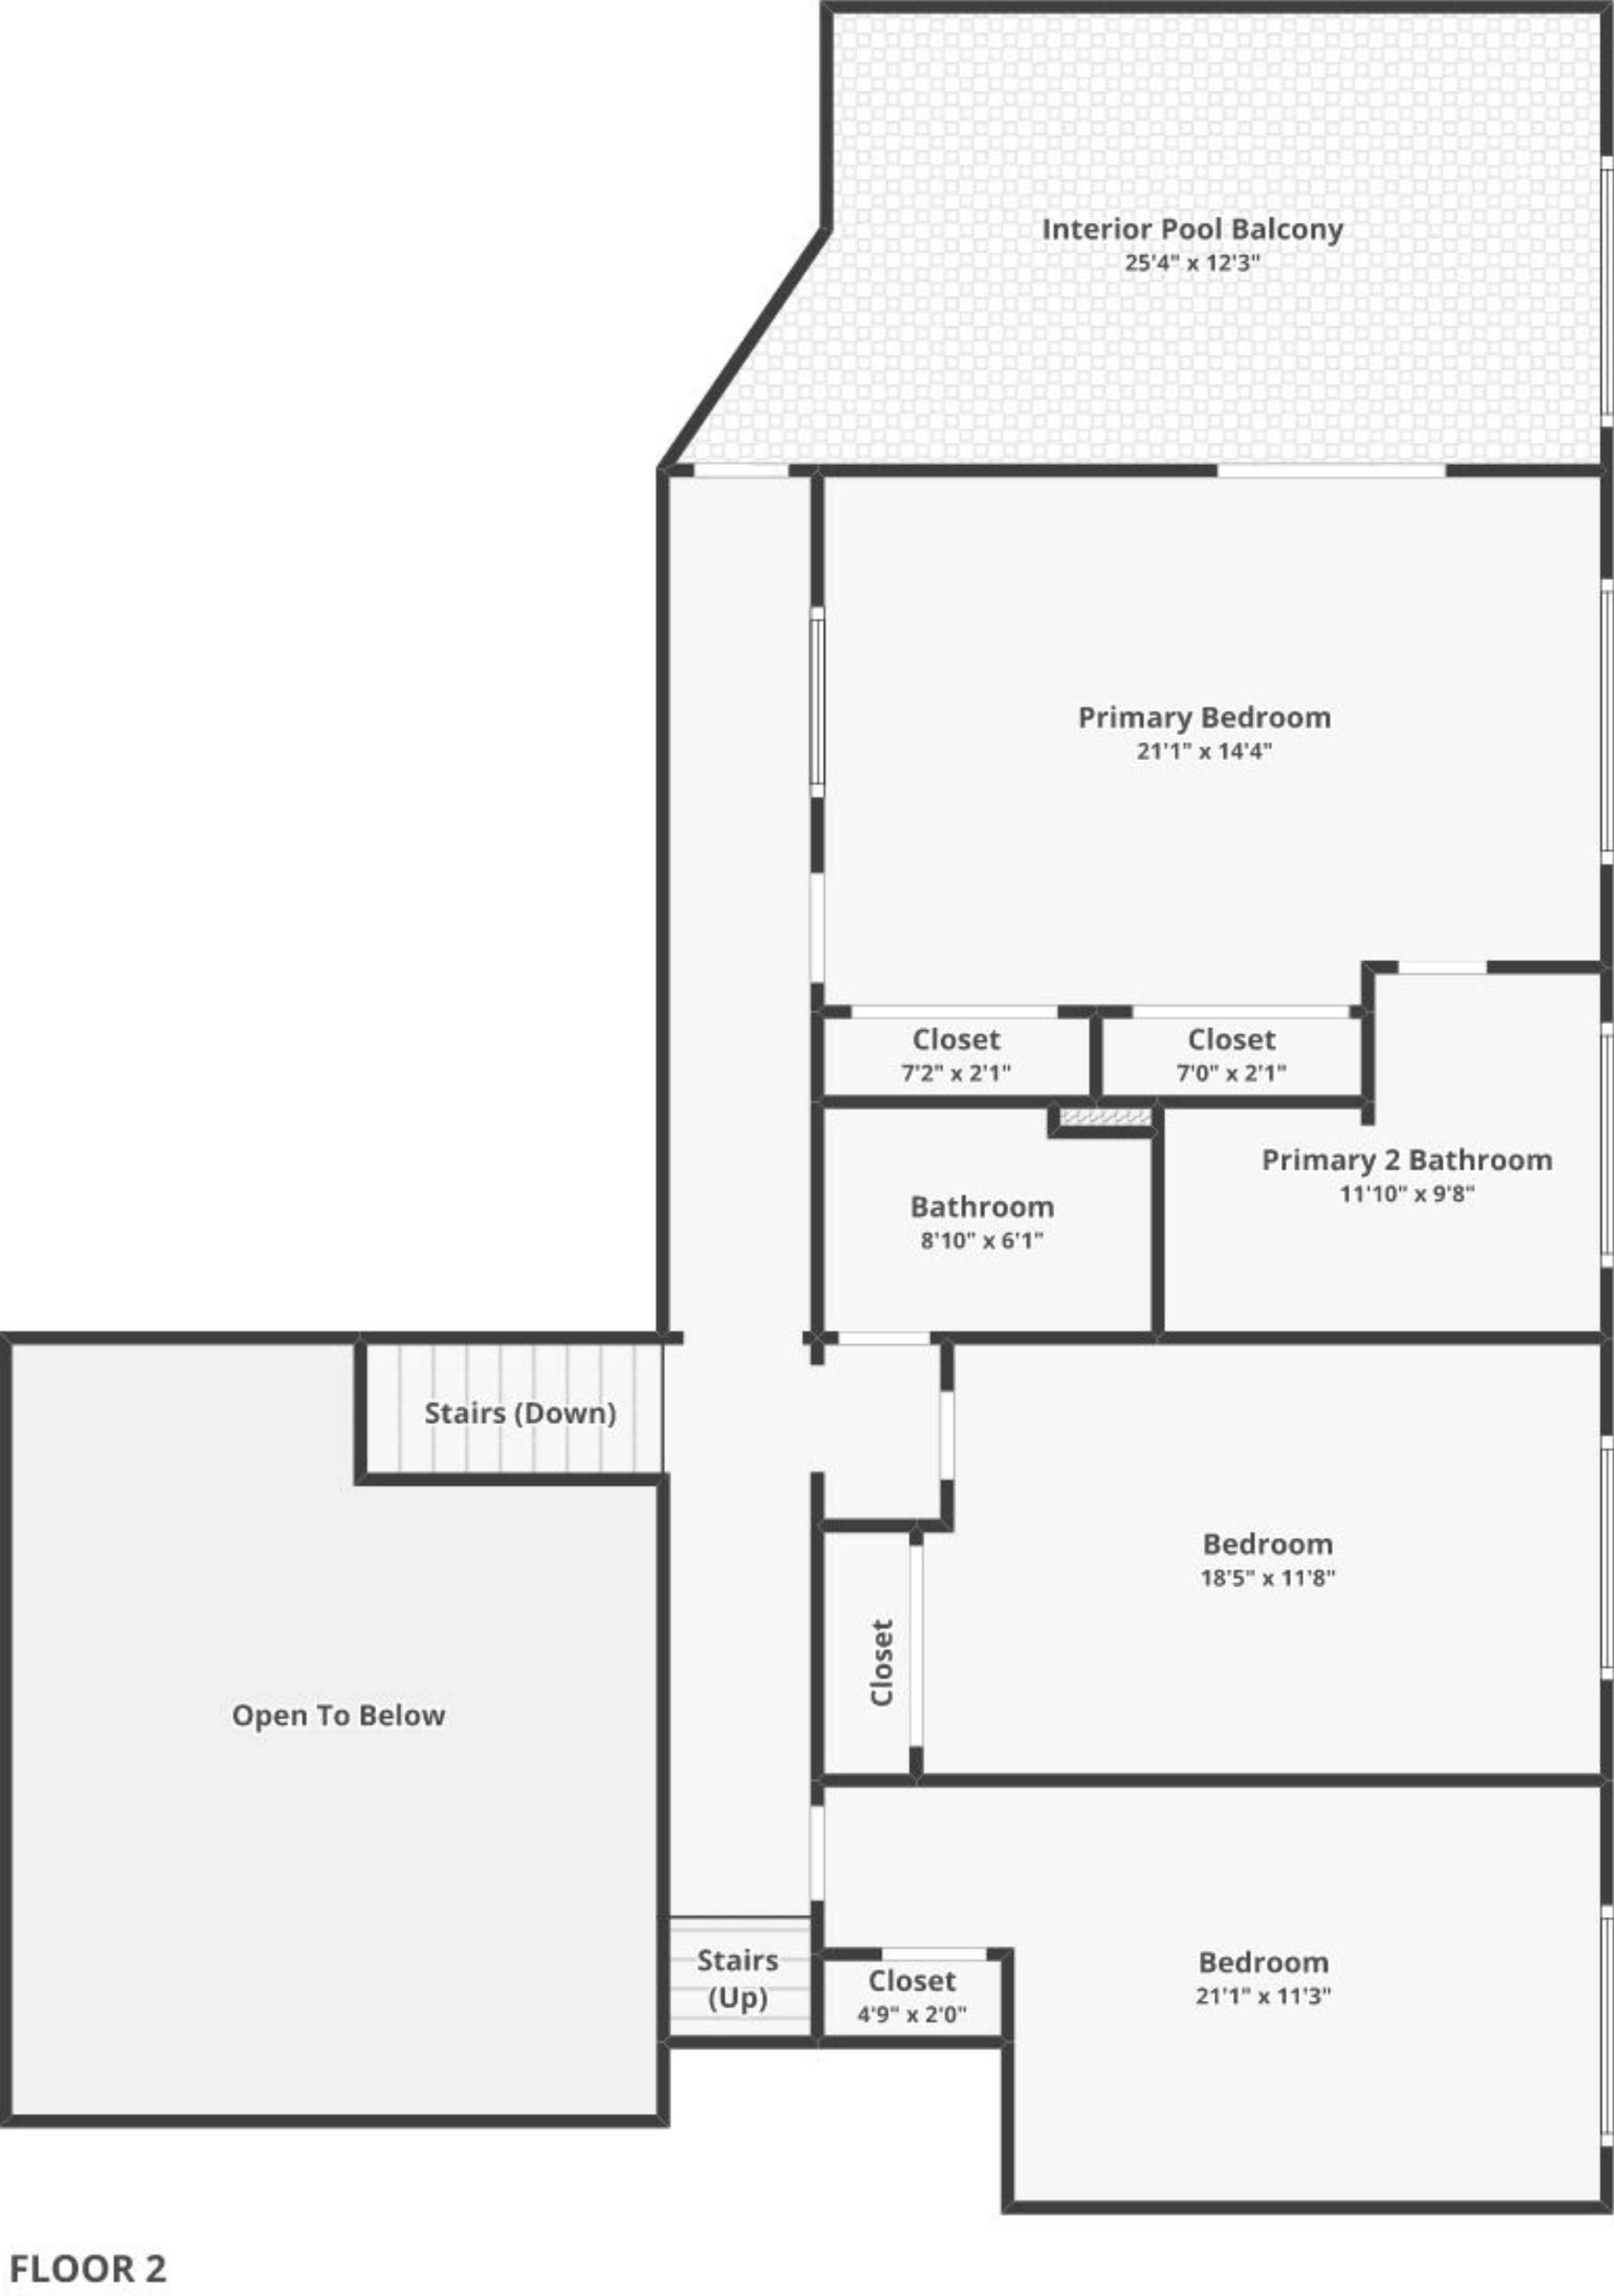 Interior Pool Balcony
25'4" x 12'3"
Primary Bedroom
21'1" x 14'4"
Closet
7'2" x 2'1"
Closet
7'0" x 2'1"
Primary 2 Bathroom
11'10" x 9'8"
Bathroom
8'10" x 6'1"
Stairs (Down)
Bedroom
18'5" x 11'8"
Closet
Open To Below
Stairs
(Up)
Closet
4'9" x 2'0"
Bedroom
21'1" x 11'3"
FLOOR 2